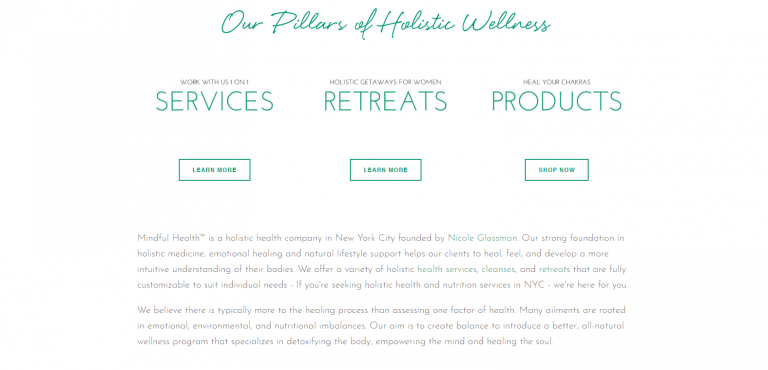 Our Pillars of Holistic Wellness
WORK WITH US 1 ON 1
SERVICES
LEARN MORE
HOLISTIC GETAWAYS FOR WOMEN
RETREATS
LEARN MORE
HEAL YOUR CHAKRAS
PRODUCTS
SHOP NOW
Mindful Health™ is a holistic health company in New York City founded by Nicole Glassman. Our strong foundation in
holistic medicine, emotional healing and natural lifestyle support helps our clients to heal, feel, and develop a more
intuitive understanding of their bodies. We offer a variety of holistic health services, cleanses, and retreats that are fully
customizable to suit individual needs - If you're seeking holistic health and nutrition services in NYC - we're here for you.
We believe there is typically more to the healing process than assessing one factor of health. Many ailments are rooted
in emotional, environmental, and nutritional imbalances. Our aim is to create balance to introduce a better, all-natural
wellness program that specializes in detoxifying the body, empowering the mind and healing the soul.